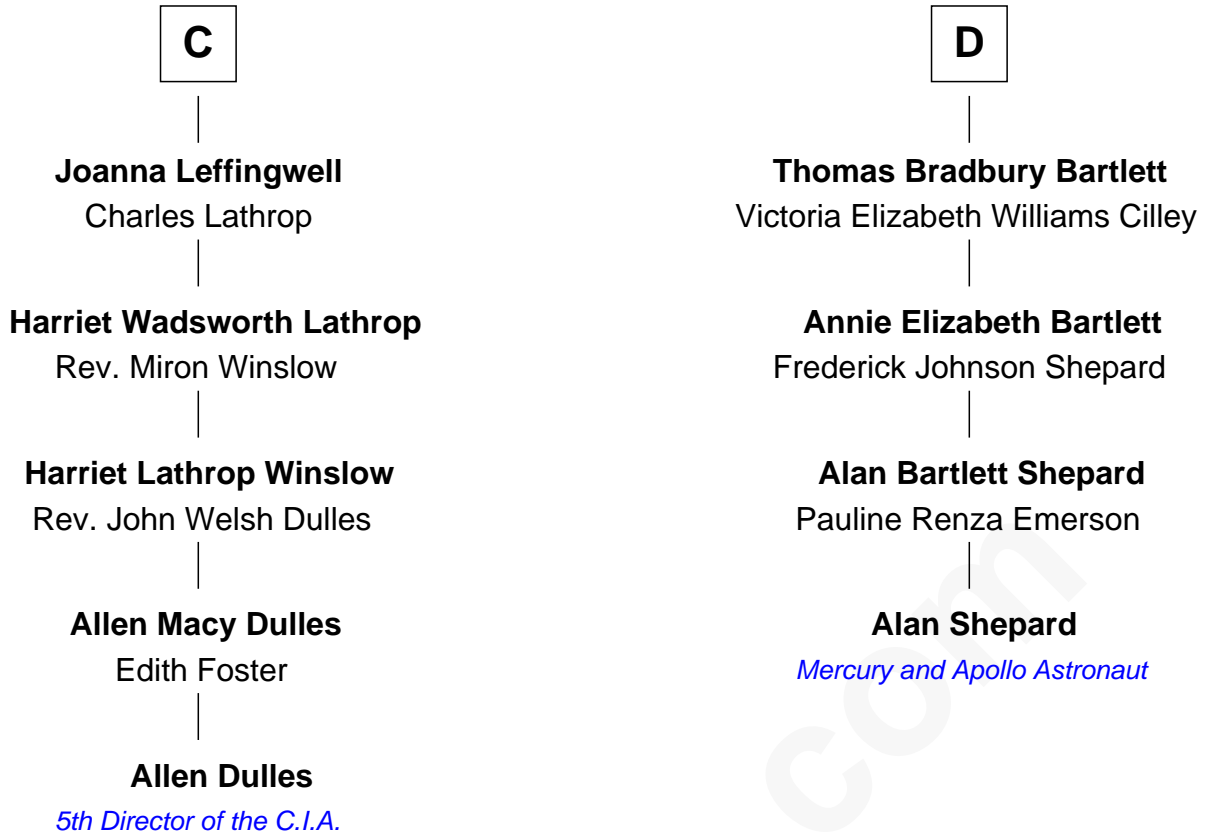 C
Joanna Leffingwell
Charles Lathrop
Harriet Wadsworth Lathrop
Rev. Miron Winslow
Harriet Lathrop Winslow
Rev. John Welsh Dulles
Allen Macy Dulles
Edith Foster
Allen Dulles
5th Director of the C.I.A.
D
Thomas Bradbury Bartlett
Victoria Elizabeth Williams Cilley
Annie Elizabeth Bartlett
Frederick Johnson Shepard
Alan Bartlett Shepard
Pauline Renza Emerson
Alan Shepard
Mercury and Apollo Astronaut
com